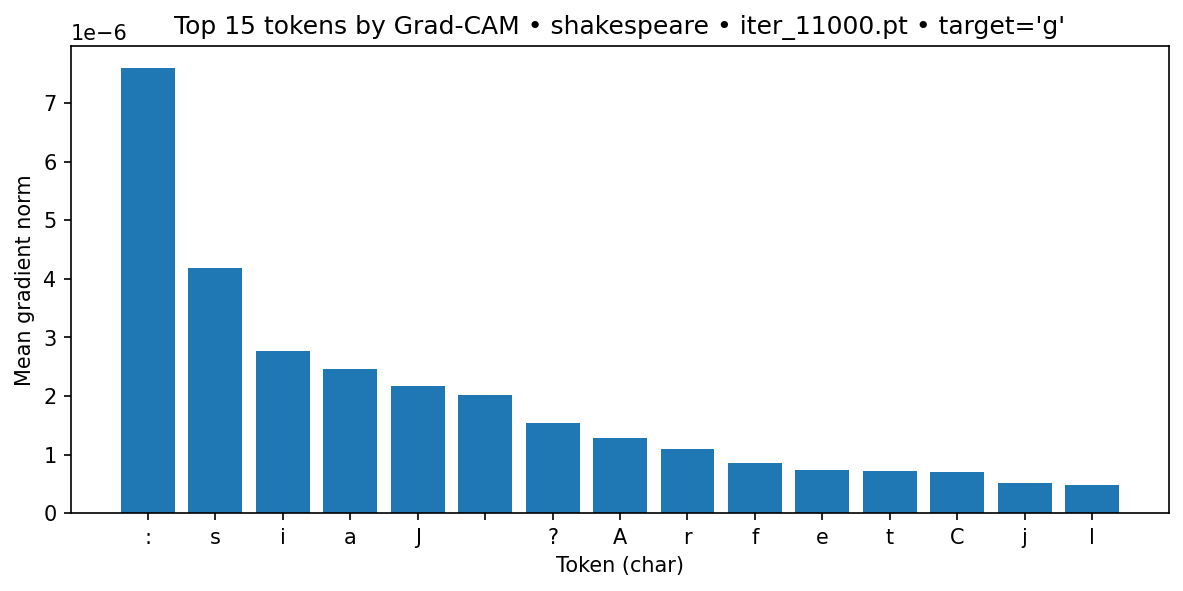 Top 15 tokens by Grad-CAM • shakespeare • iter_11000.pt • target='g'
1e−6
7
6
5
4
3
2
1
0
Mean gradient norm
: s i a J ? A r f e t C j l
Token (char)